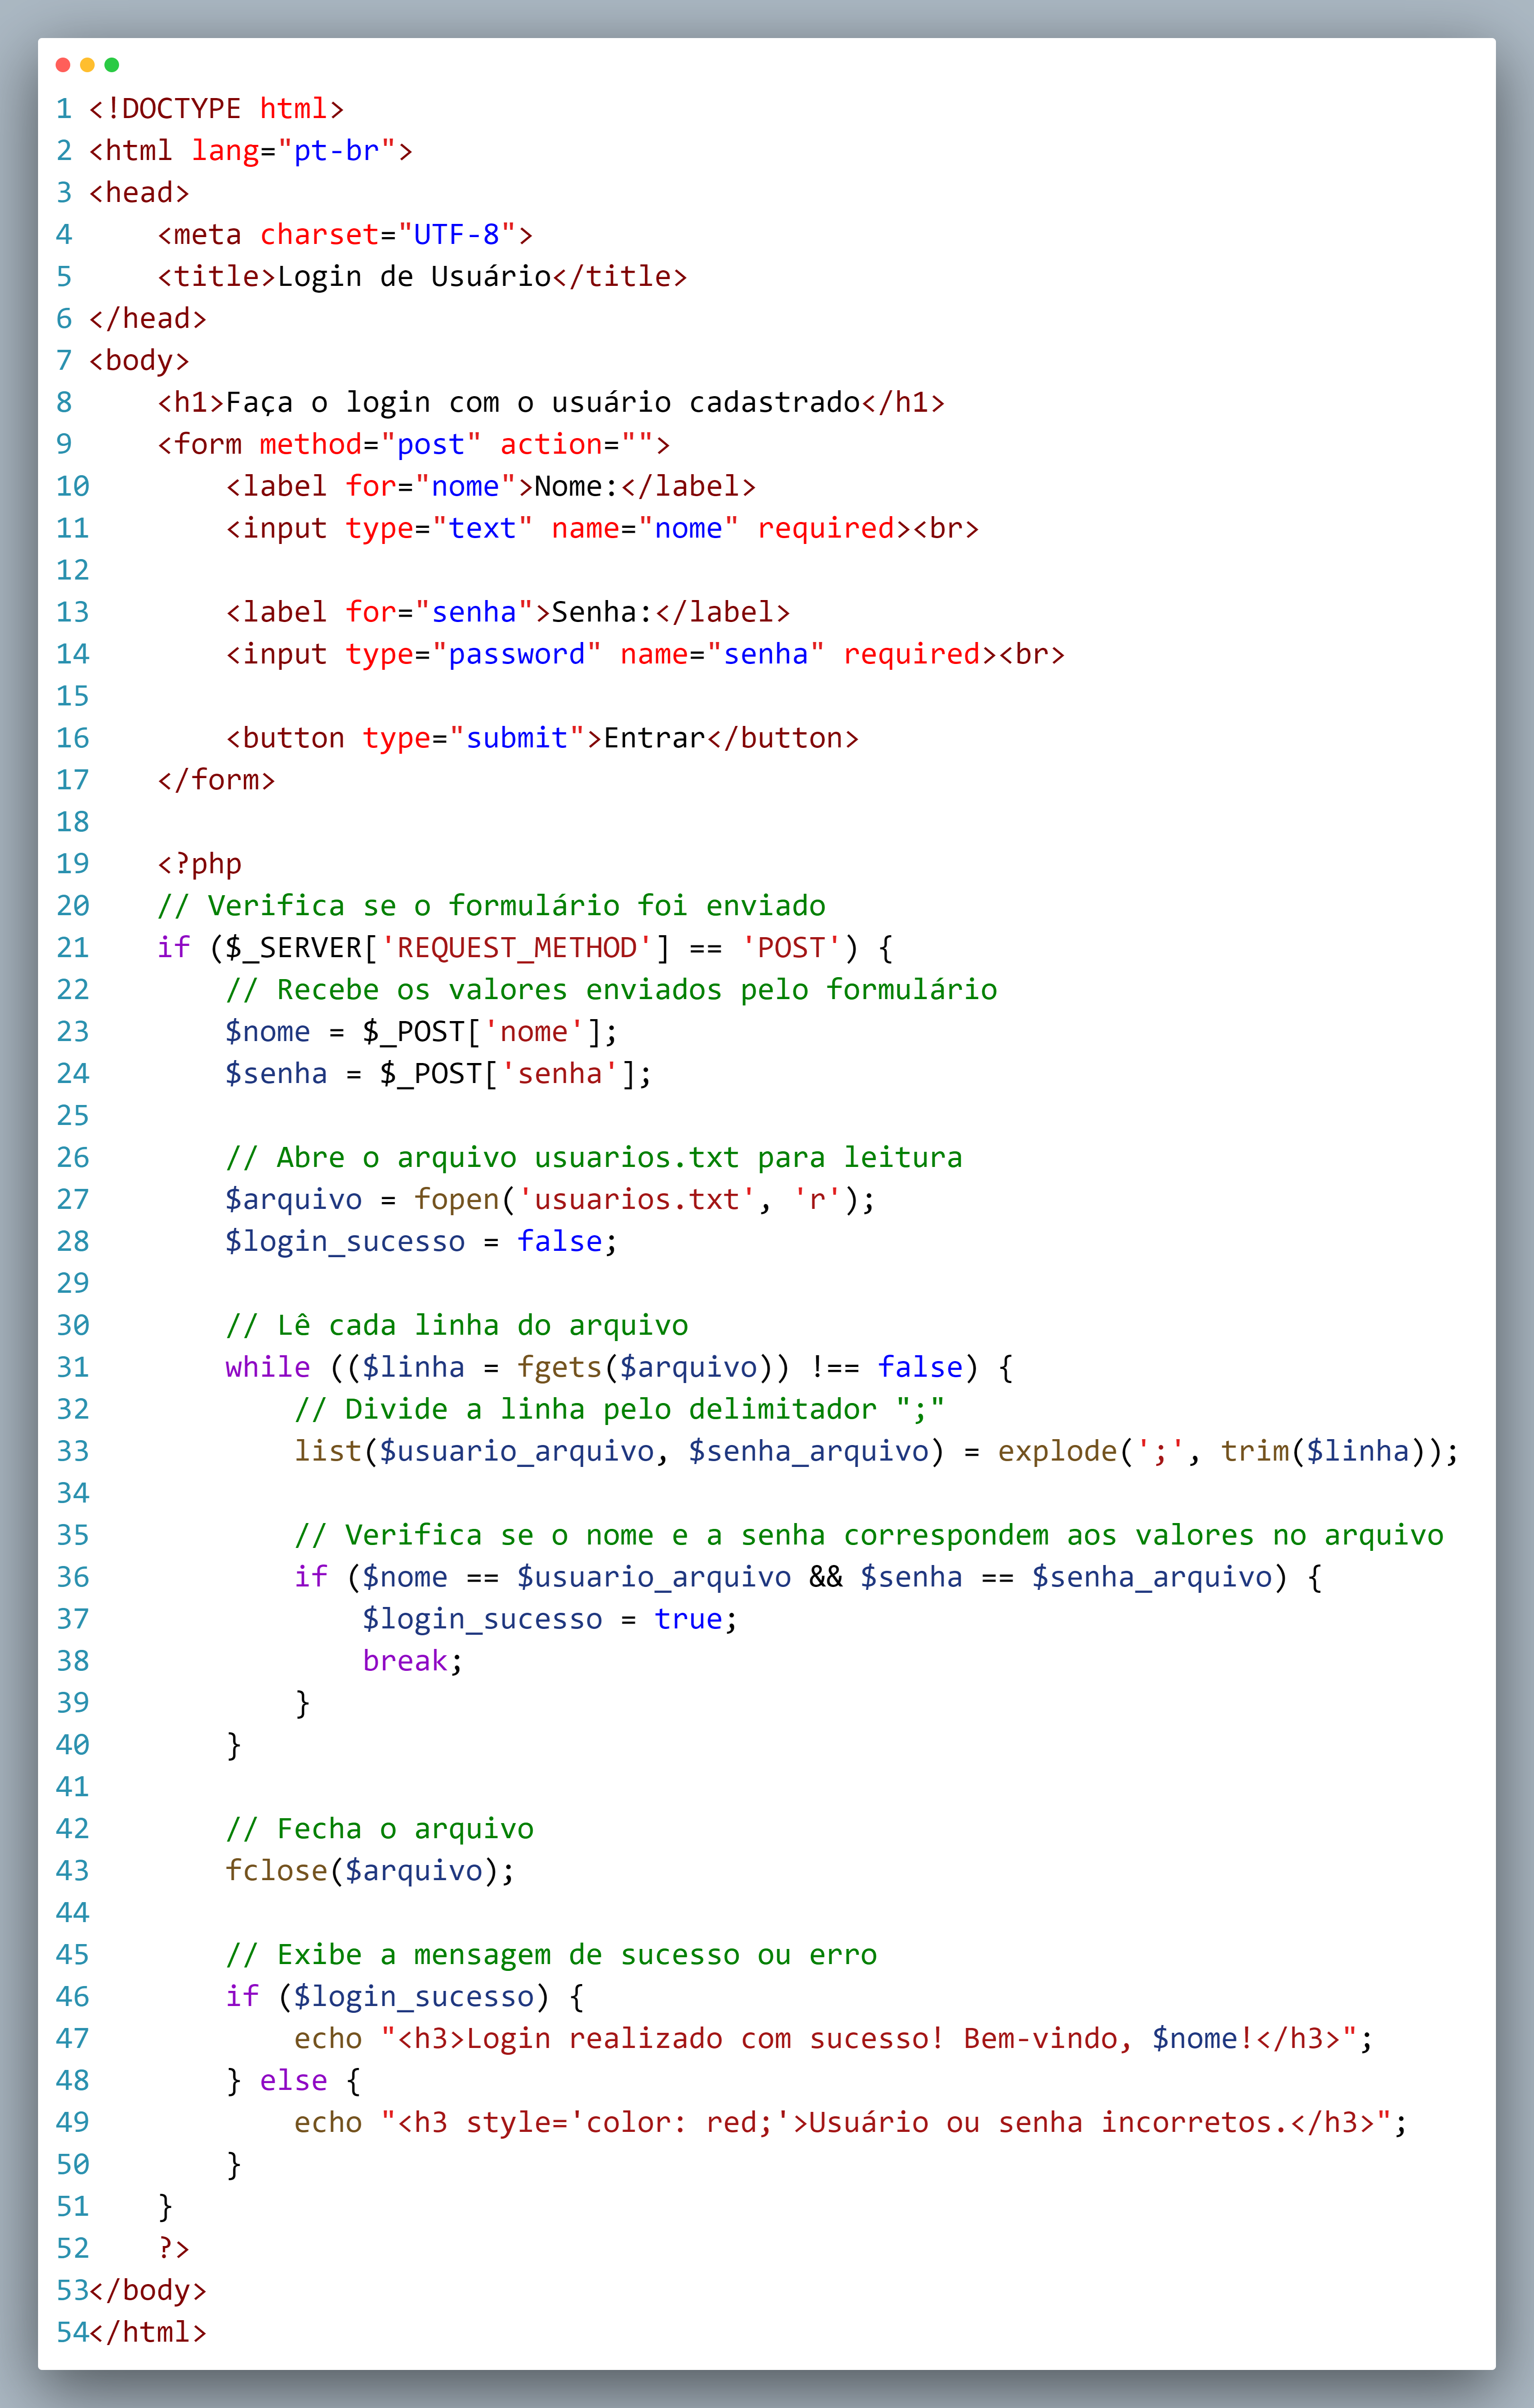 1 <!DOCTYPE html>
2 <html lang="pt-br">
3 <head>
4     <meta charset="UTF-8">
5     <title>Login de Usuário</title>
6 </head>
7 <body>
8     <h1>Faça o login com o usuário cadastrado</h1>
9     <form method="post" action="">
10        <label for="nome">Nome:</label>
11        <input type="text" name="nome" required><br>
12
13        <label for="senha">Senha:</label>
14        <input type="password" name="senha" required><br>
15
16        <button type="submit">Entrar</button>
17    </form>
18
19    <?php
20    // Verifica se o formulário foi enviado
21    if ($_SERVER['REQUEST_METHOD'] == 'POST') {
22        // Recebe os valores enviados pelo formulário
23        $nome = $_POST['nome'];
24        $senha = $_POST['senha'];
25
26        // Abre o arquivo usuarios.txt para leitura
27        $arquivo = fopen('usuarios.txt', 'r');
28        $login_sucesso = false;
29
30        // Lê cada linha do arquivo
31        while (($linha = fgets($arquivo)) !== false) {
32            // Divide a linha pelo delimitador ";"
33            list($usuario_arquivo, $senha_arquivo) = explode(';', trim($linha));
34
35            // Verifica se o nome e a senha correspondem aos valores no arquivo
36            if ($nome == $usuario_arquivo && $senha == $senha_arquivo) {
37                $login_sucesso = true;
38                break;
39            }
40        }
41
42        // Fecha o arquivo
43        fclose($arquivo);
44
45        // Exibe a mensagem de sucesso ou erro
46        if ($login_sucesso) {
47            echo "<h3>Login realizado com sucesso! Bem-vindo, $nome!</h3>";
48        } else {
49            echo "<h3 style='color: red;'>Usuário ou senha incorretos.</h3>";
50        }
51    }
52    ?>
53</body>
54</html>